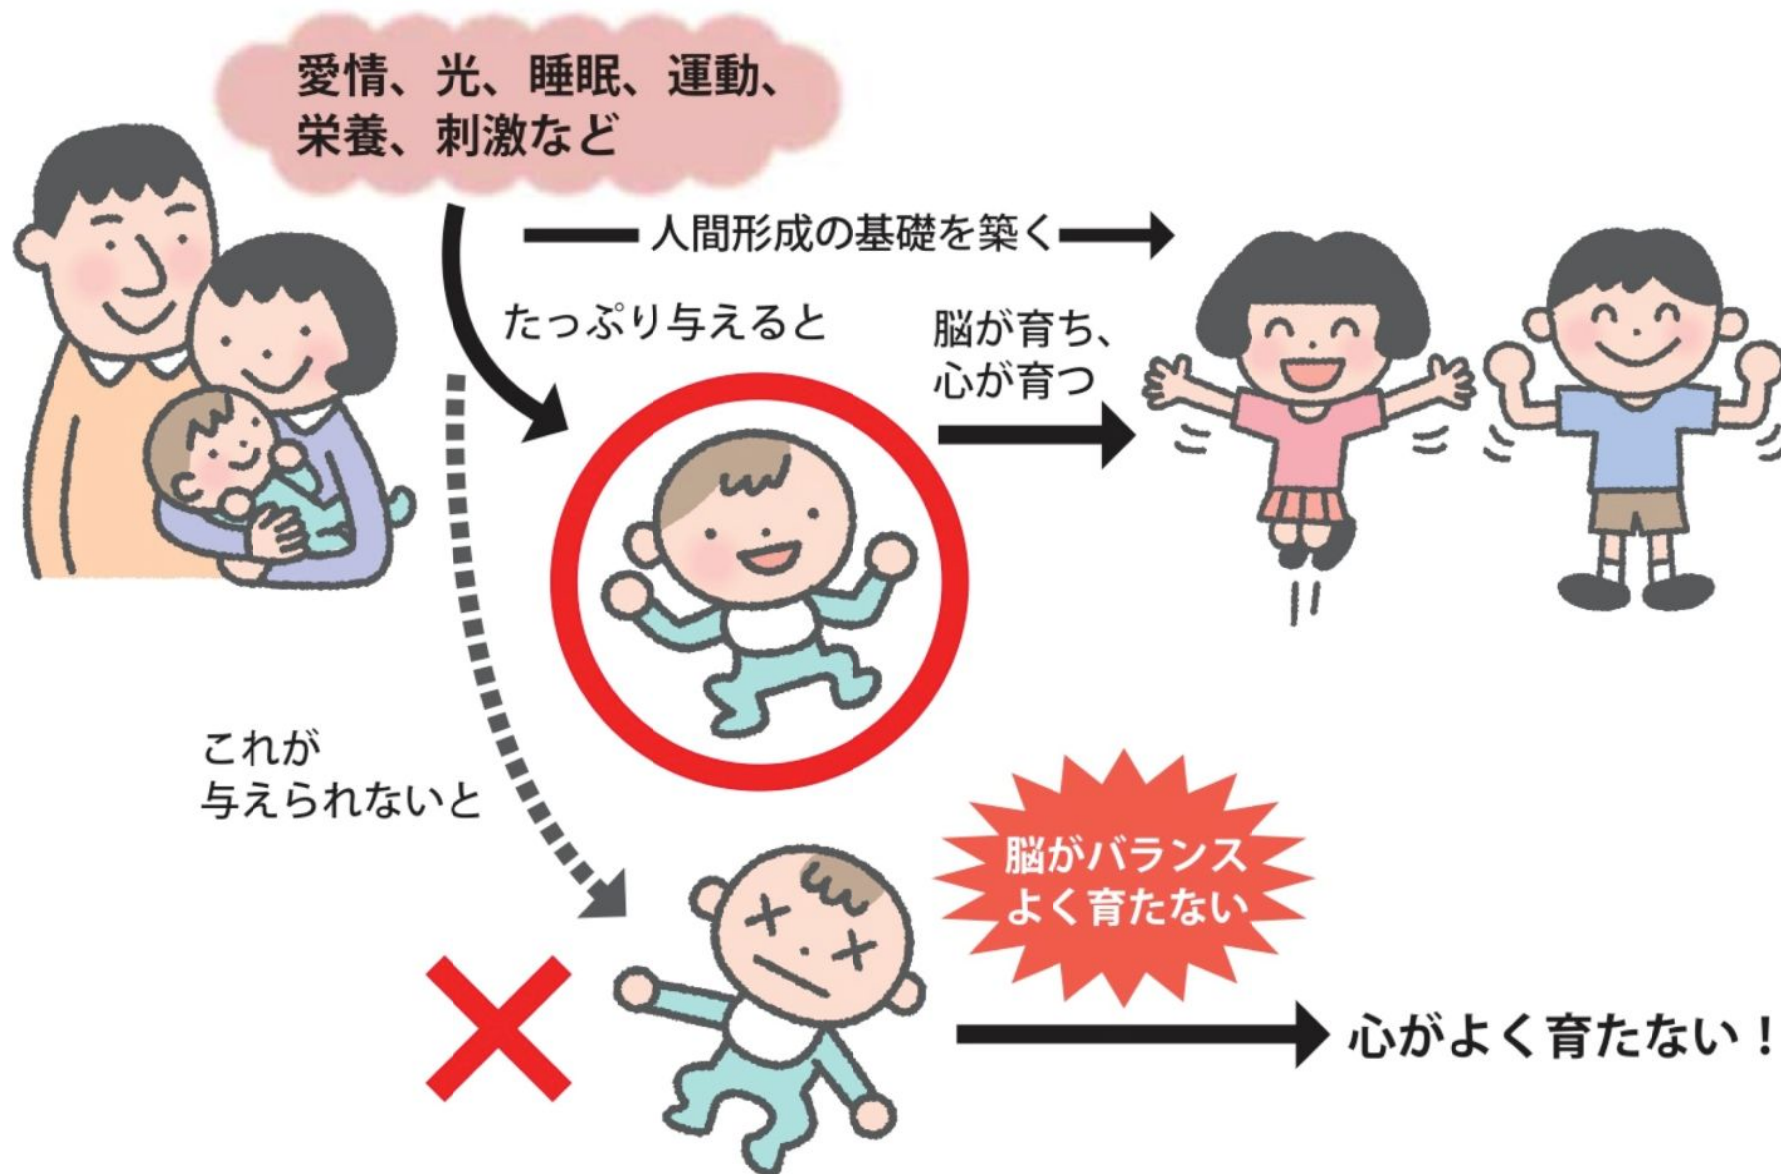 愛情、光、睡眠、運動、
栄養、刺激など
人間形成の基礎を築く
たっぷり与えると
脳が育ち、
心が育つ
これが
与えられないと
脳がバランス
よく育たない
心がよく育たない！